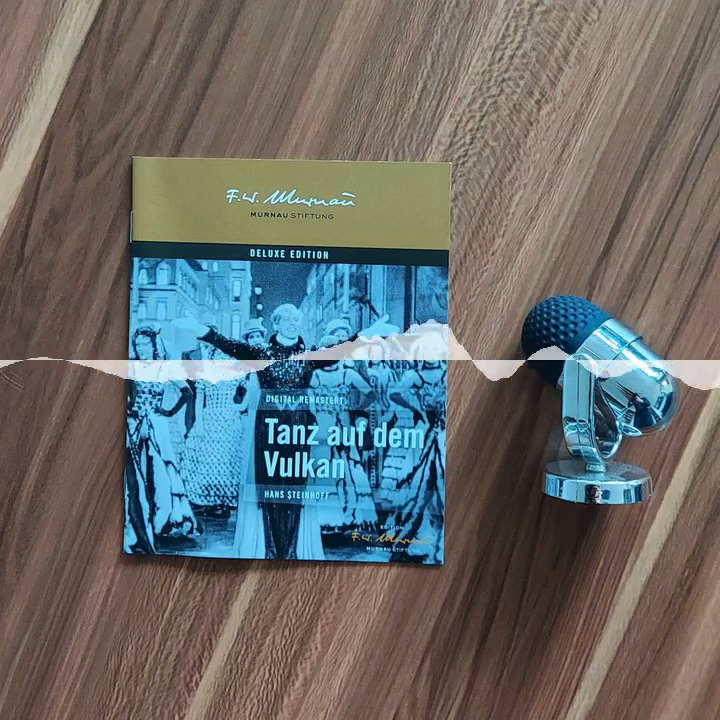 F.W. Murnau
MURNAU STIFTUNG
DELUXE EDITION
DIGITAL REMASTERT
Tanz auf dem
Vulkan
HANS STEINHOFF
EDITION
F.W. Murnau
MURNAU STIFTUNG